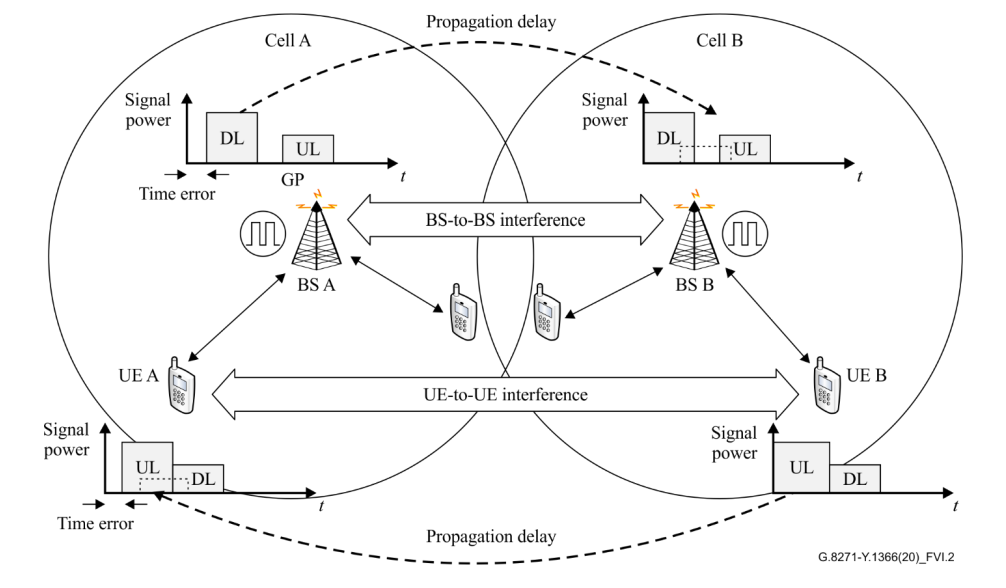 Propagation delay
Cell A
Cell B
Signal
power
DL
UL
t
GP
Time error
Signal
power
DL
UL
t
BS-to-BS interference
BS A
BS B
UE A
UE B
UE-to-UE interference
Signal
power
UL
DL
t
Time error
Signal
power
UL
DL
t
Propagation delay
G.8271-Y.1366(20)_FVI.2